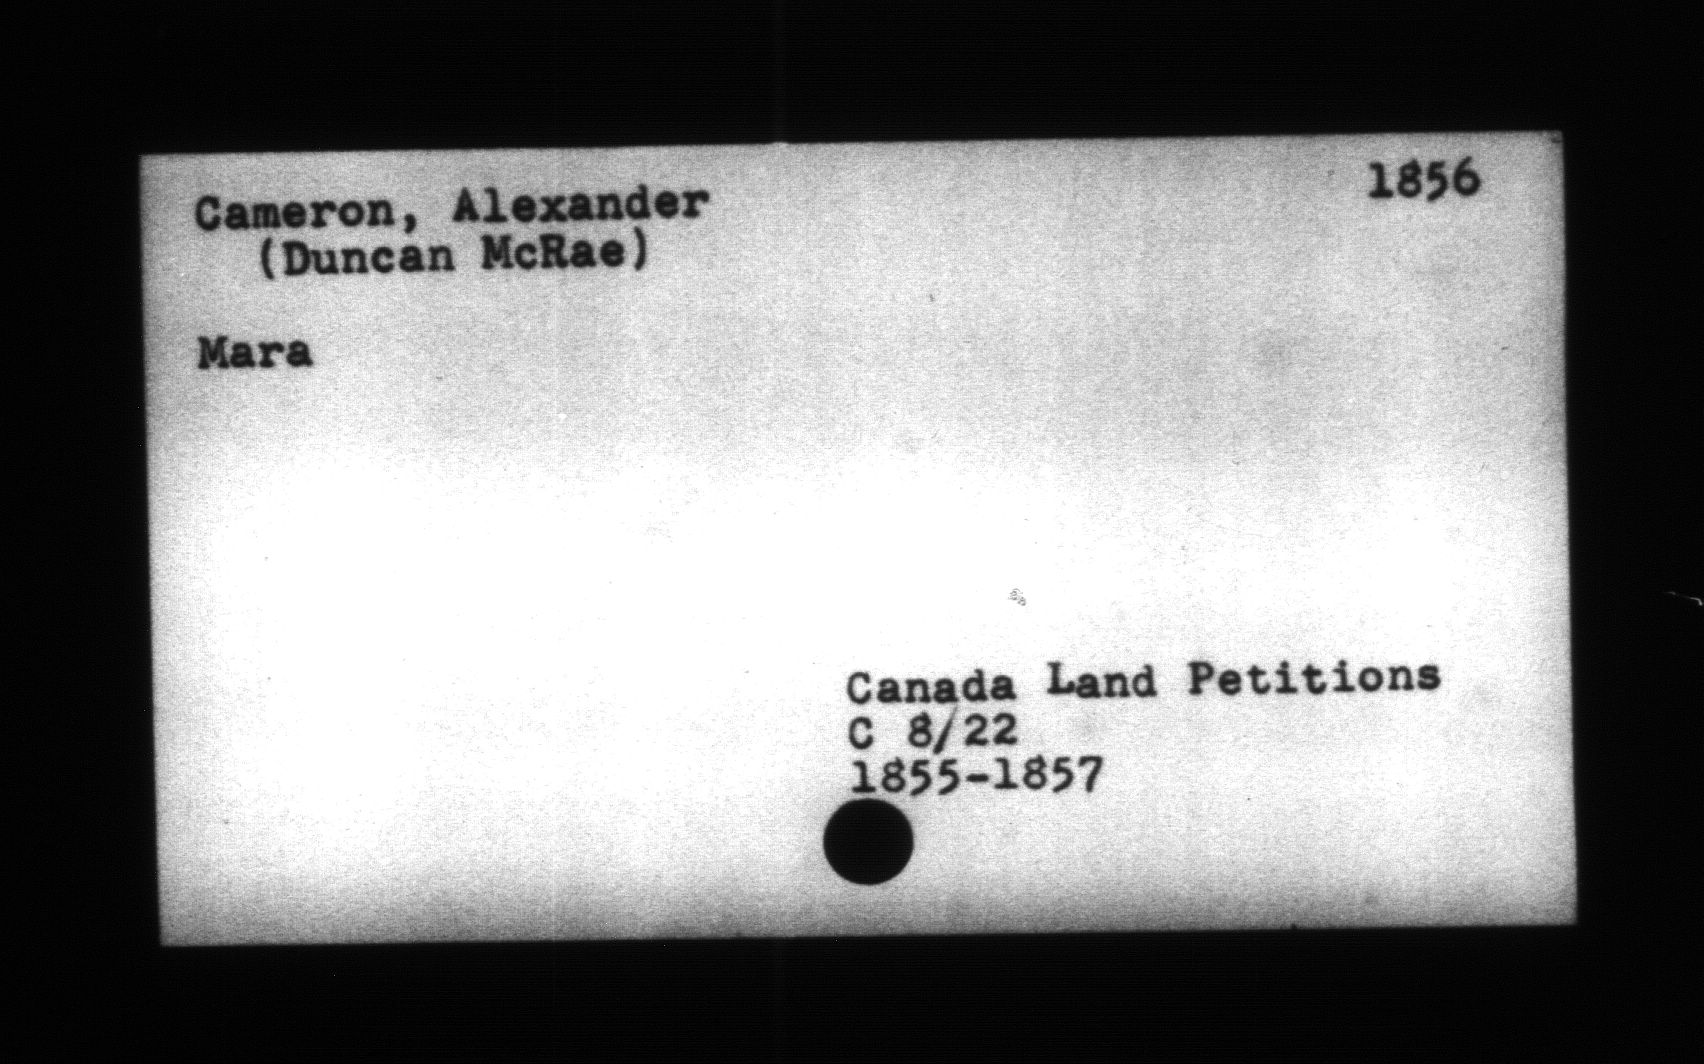 1856
Cameron, Alexander
(Duncan McRae)
Mara
Canada Land Petitions
C 8/22
1855-1857